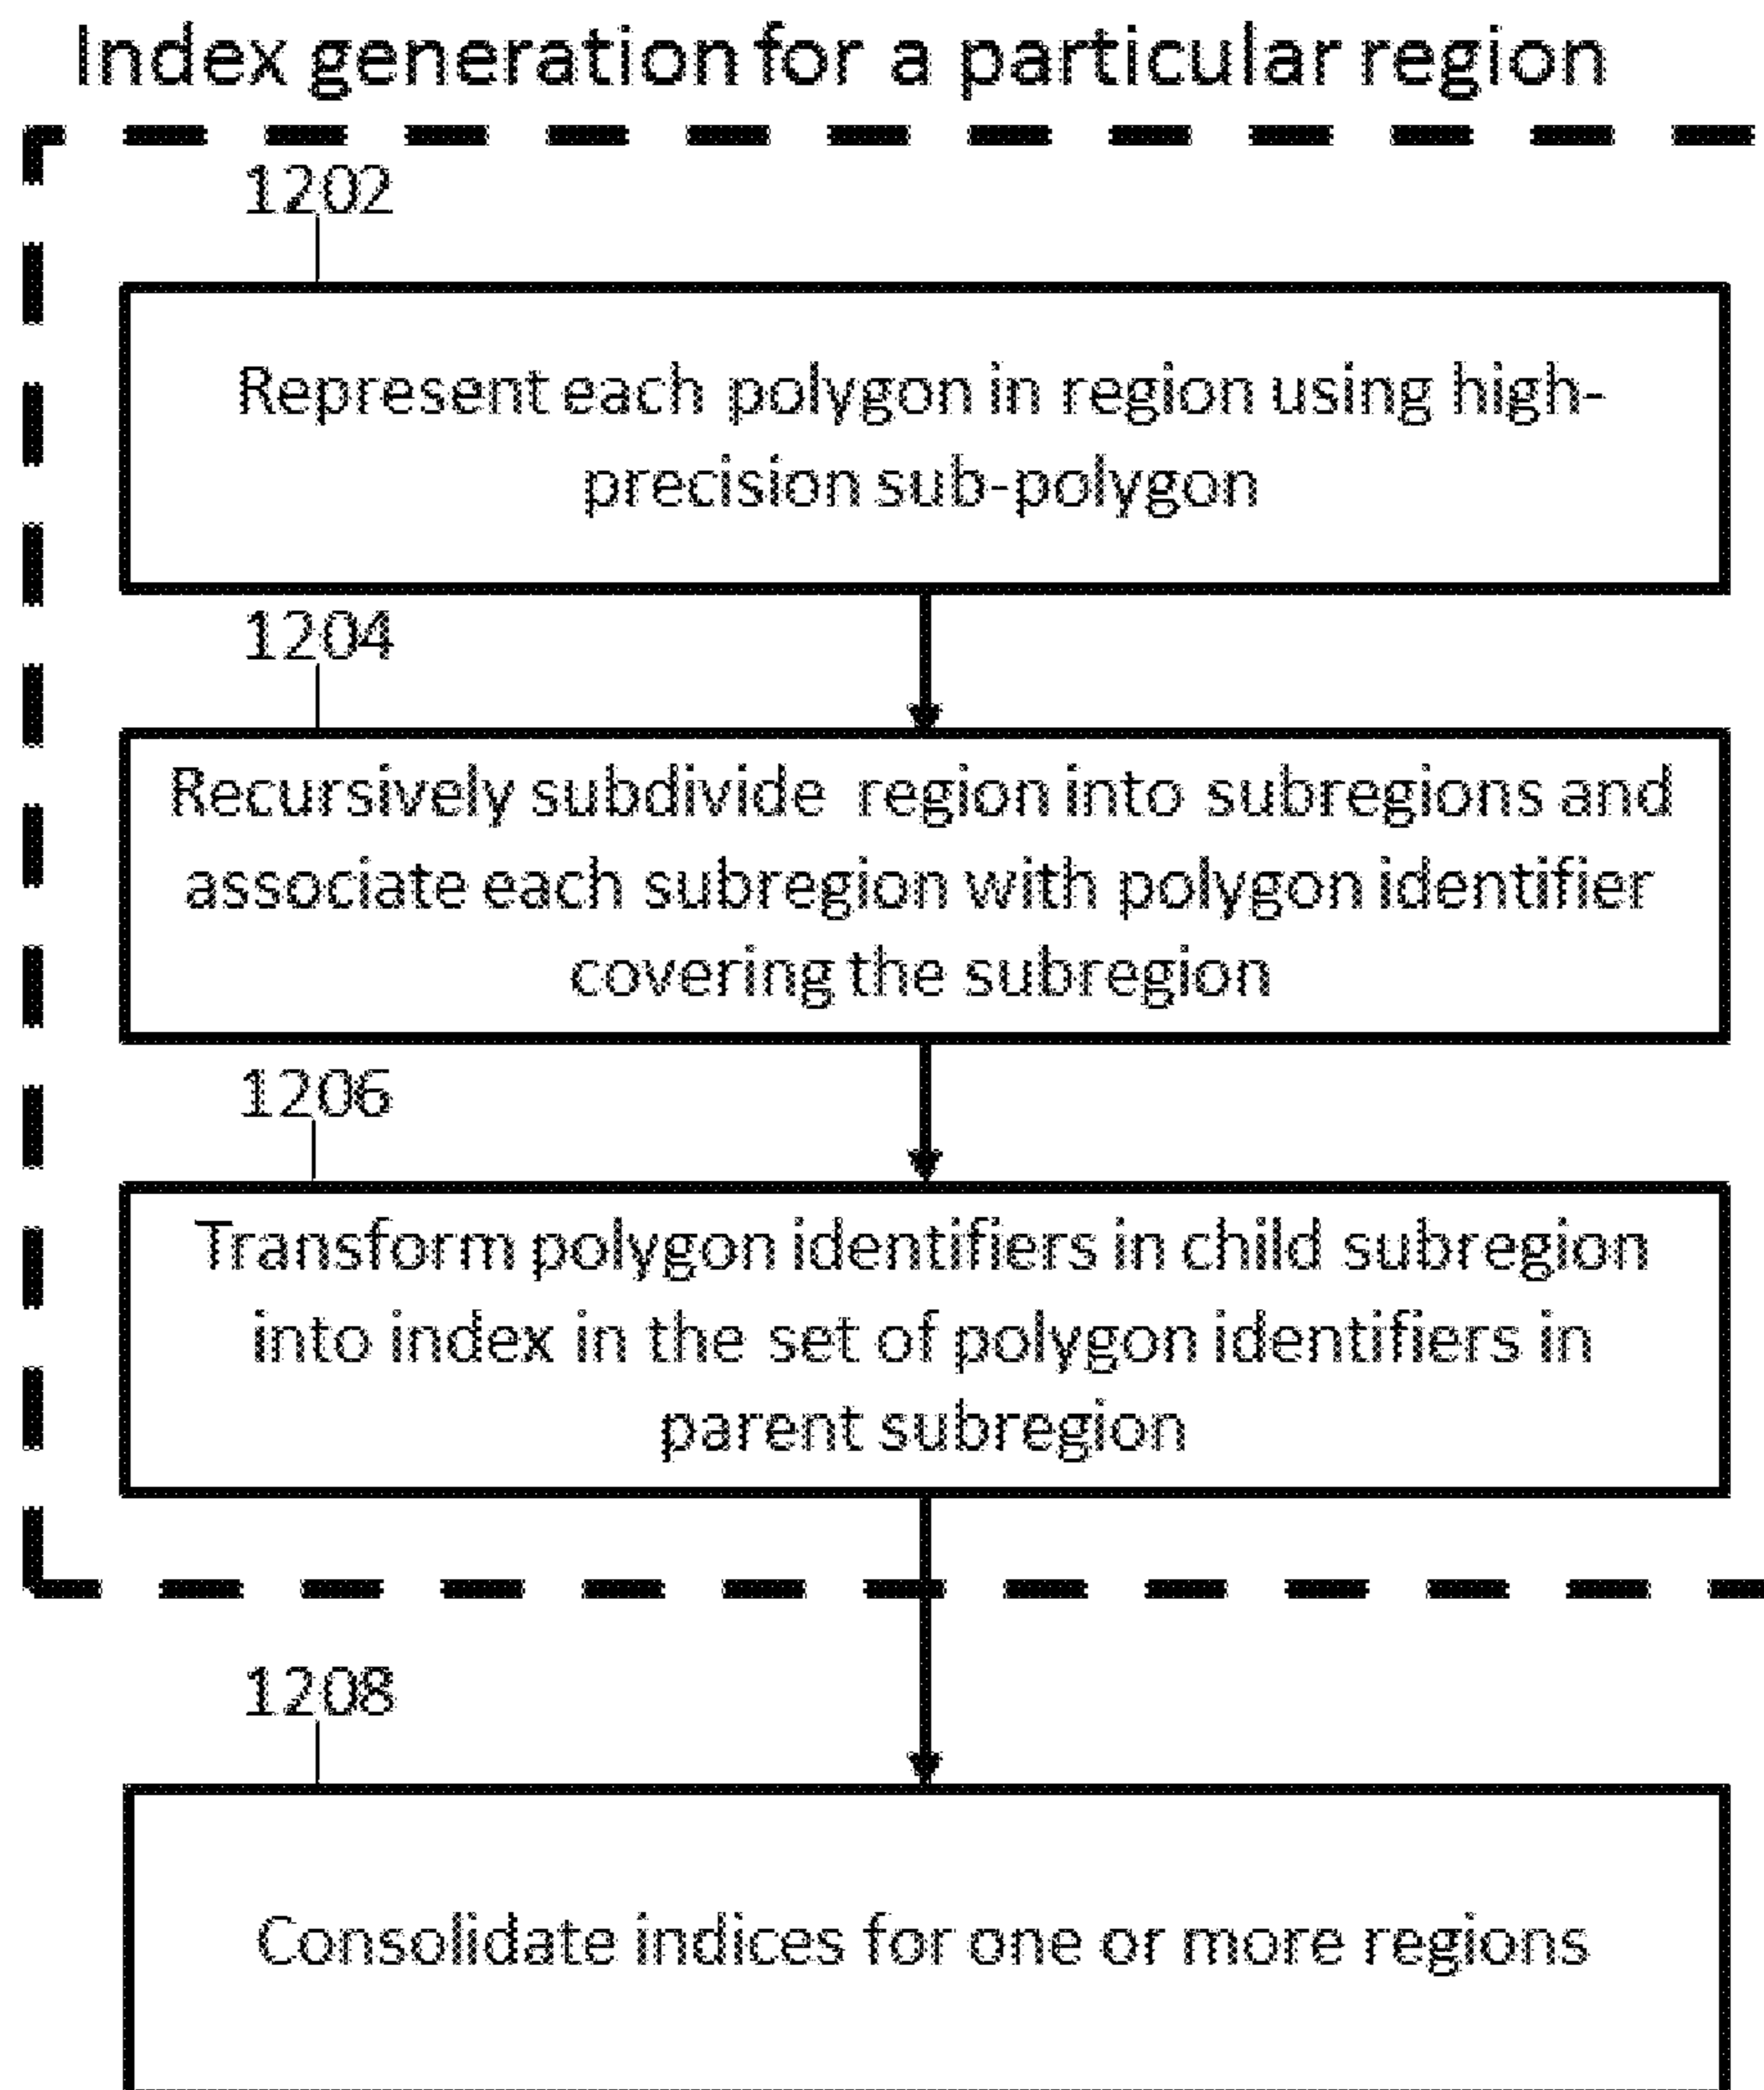 Index generation for a particular region
1202
Represent each polygon in region using high-
precision sub-polygon
1204
Recursively subdivide region into subregions and
associate each subregion with polygon identifier
covering the subregion
1206
Transform polygon identifiers in child subregion
into index in the set of polygon identifiers in
parent subregion
1208
Consolidate indices for one or more regions